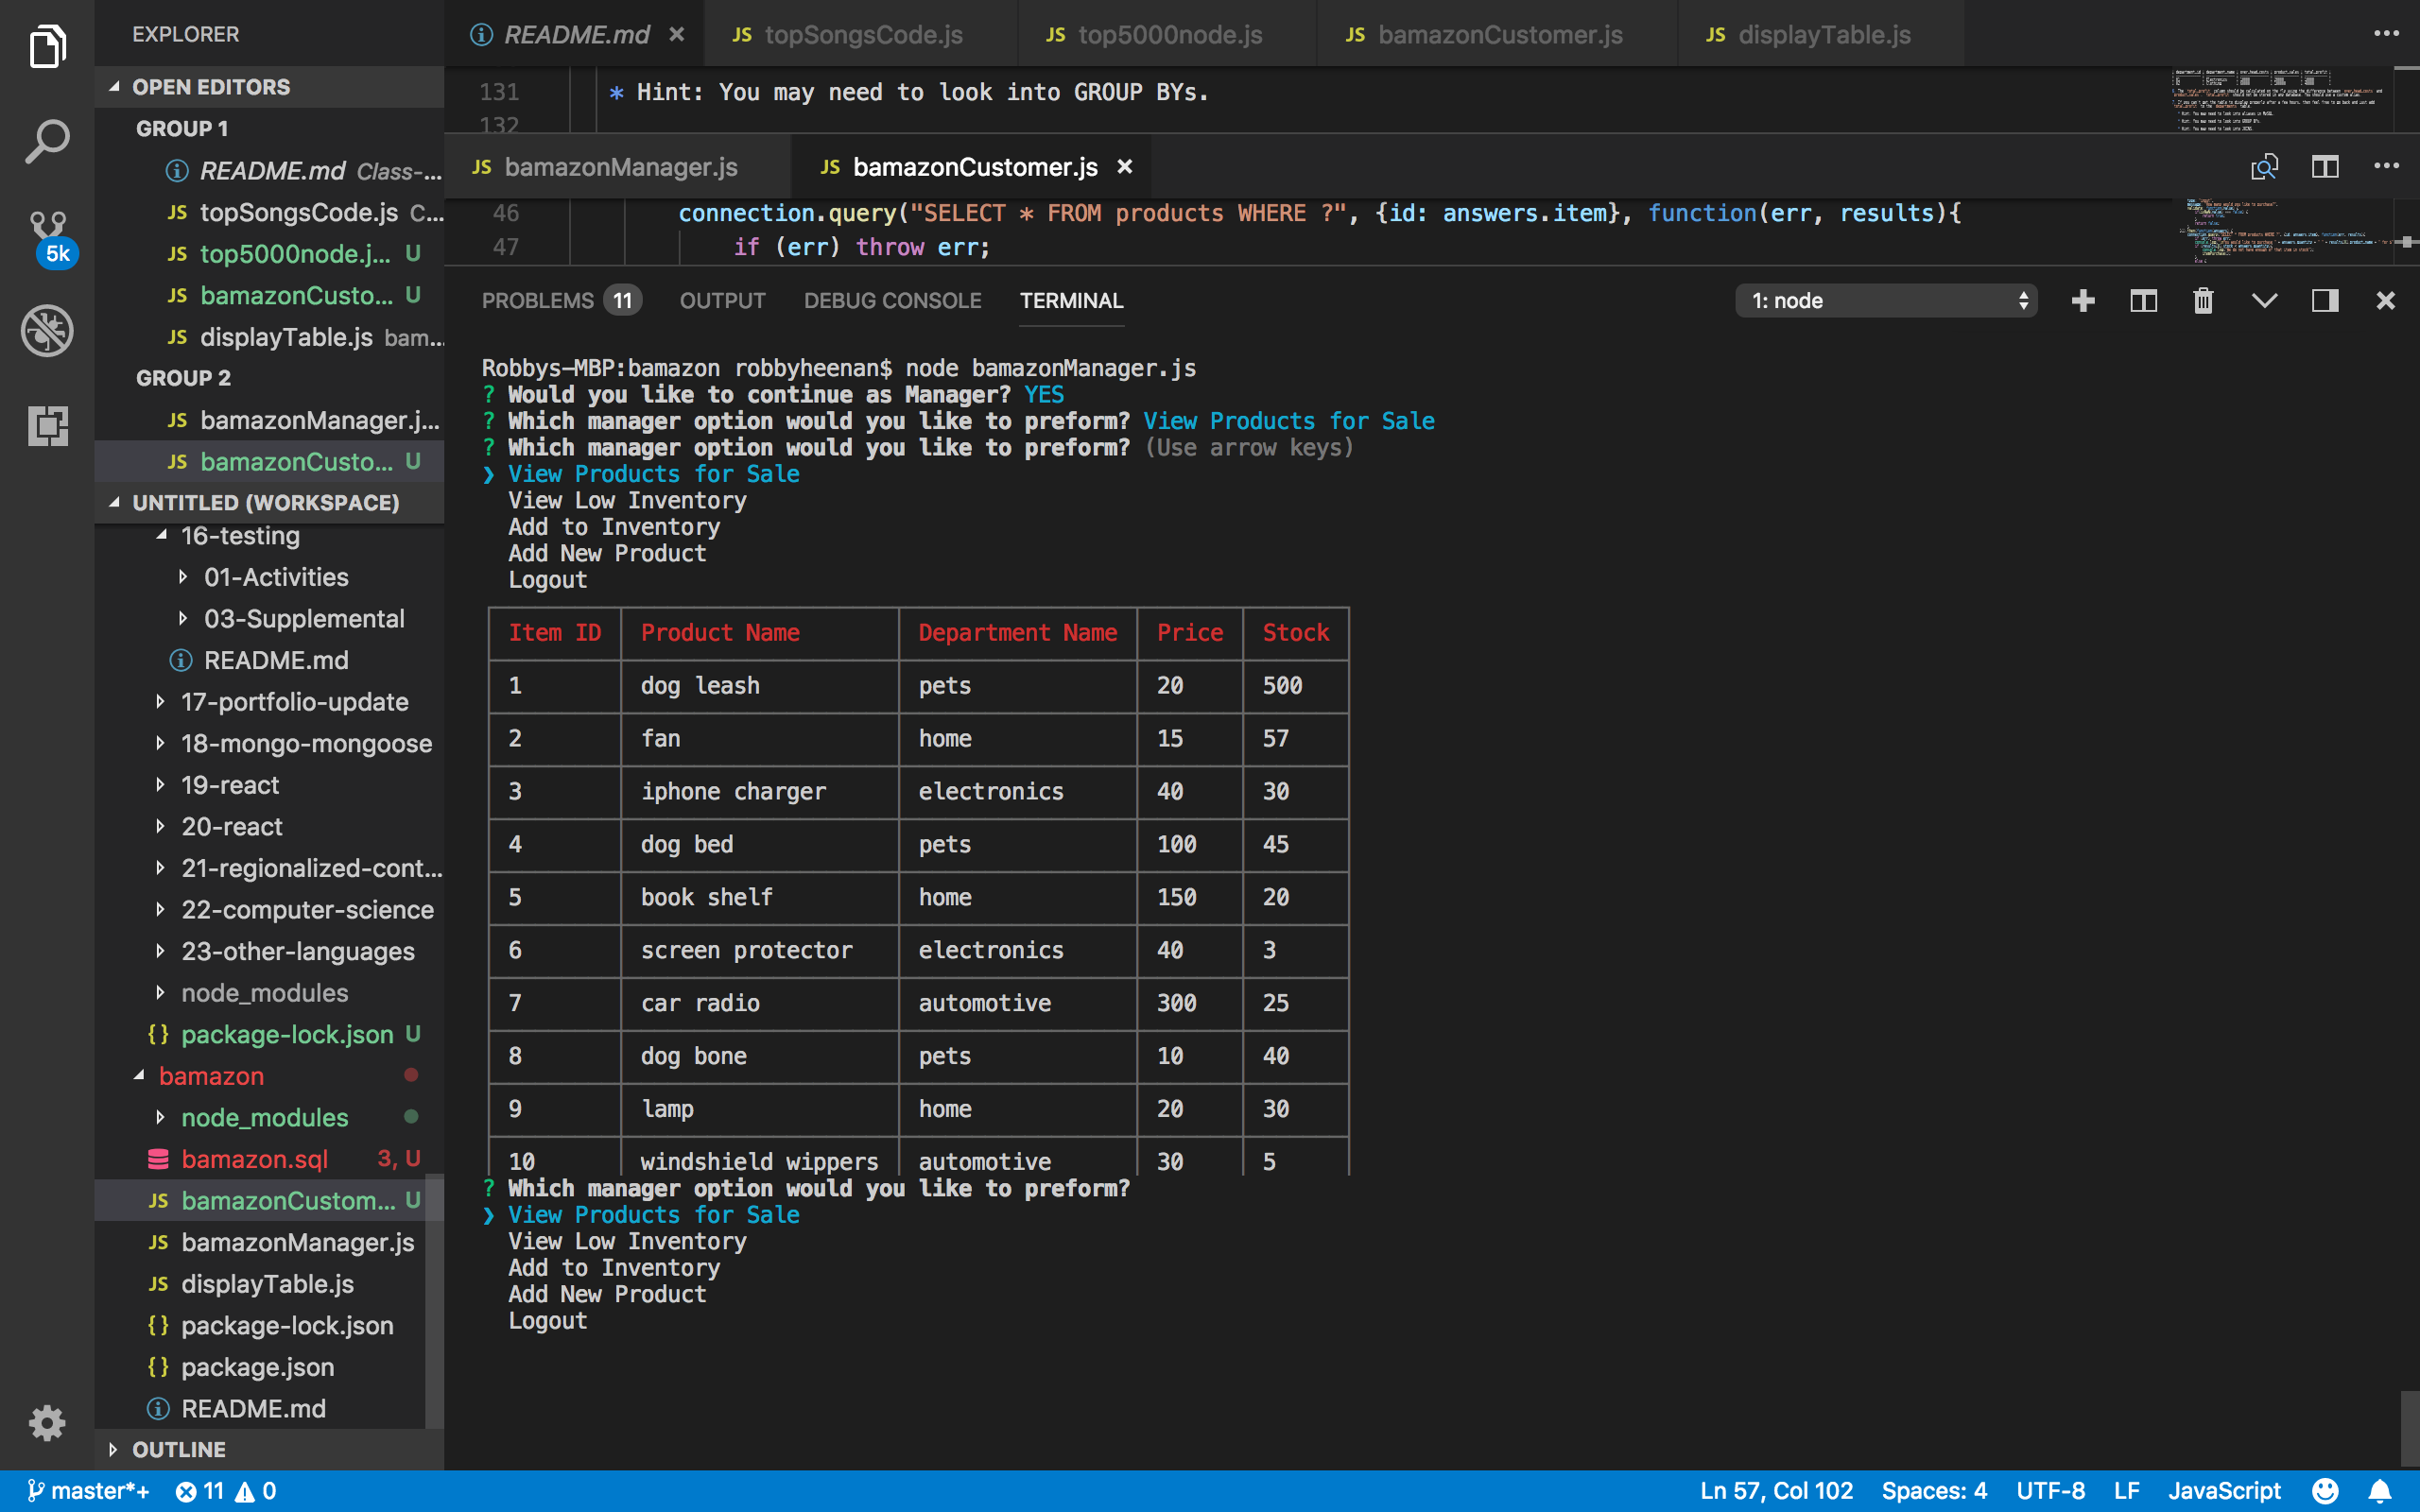 EXPLORER
OPEN EDITORS
GROUP 1
README.md Class-...
JS topSongsCode.js C...
JS top5000node.j... U
JS bamazonCusto... U
JS displayTable.js bam...
GROUP 2
JS bamazonManager.j...
JS bamazonCusto... U
UNTITLED (WORKSPACE)
16-testing
01-Activities
03-Supplemental
README.md
17-portfolio-update
18-mongo-mongoose
19-react
20-react
21-regionalized-cont...
22-computer-science
23-other-languages
node_modules
{} package-lock.json U
bamazon
node_modules
bamazon.sql 3, U
JS bamazonCustom... U
JS bamazonManager.js
JS displayTable.js
{} package-lock.json
{} package.json
README.md
OUTLINE
5k
README.md × JS topSongsCode.js JS top5000node.js JS bamazonCustomer.js JS displayTable.js ...
131 * Hint: You may need to look into GROUP BYs.
132
JS bamazonManager.js JS bamazonCustomer.js × ...
46 connection.query("SELECT * FROM products WHERE ?", {id: answers.item}, function(err, results){
47 if (err) throw err;
PROBLEMS 11 OUTPUT DEBUG CONSOLE TERMINAL 1: node
Robbys-MBP:bamazon robbyheenan$ node bamazonManager.js
? Would you like to continue as Manager? YES
? Which manager option would you like to preform? View Products for Sale
? Which manager option would you like to preform? (Use arrow keys)
❯ View Products for Sale
View Low Inventory
Add to Inventory
Add New Product
Logout
Item ID Product Name Department Name Price Stock
1 dog leash pets 20 500
2 fan home 15 57
3 iphone charger electronics 40 30
4 dog bed pets 100 45
5 book shelf home 150 20
6 screen protector electronics 40 3
7 car radio automotive 300 25
8 dog bone pets 10 40
9 lamp home 20 30
10 windshield wippers automotive 30 5
? Which manager option would you like to preform?
❯ View Products for Sale
View Low Inventory
Add to Inventory
Add New Product
Logout
master*+ 11 0 Ln 57, Col 102 Spaces: 4 UTF-8 LF JavaScript